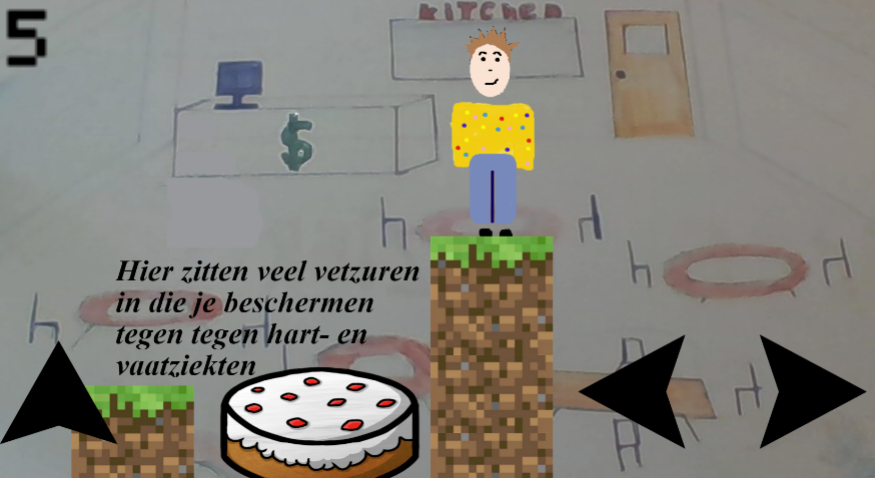 KITCHEN
5
$
Hier zitten veel vetzuren
in die je beschermen
tegen tegen hart- en
vaatziekten